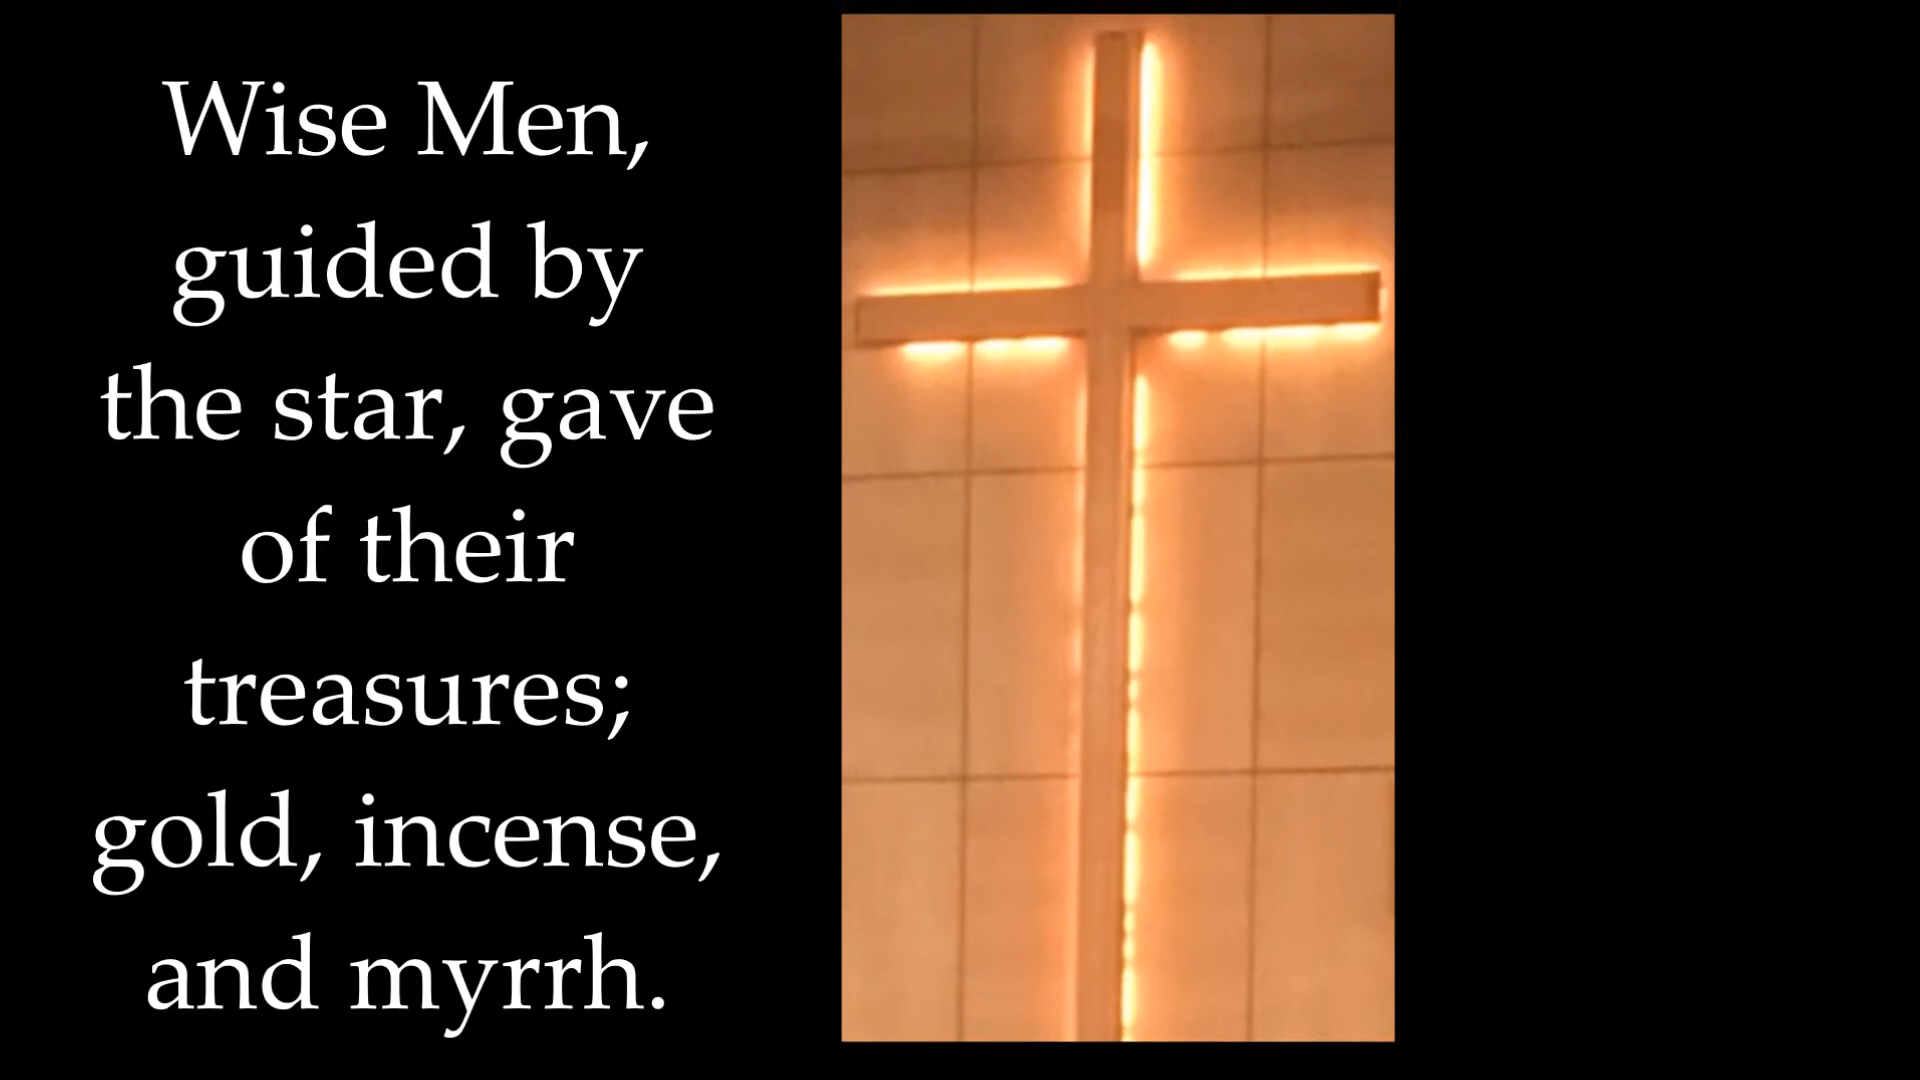 Wise Men,
guided by
the star, gave
of their
treasures;
gold, incense,
and myrrh.